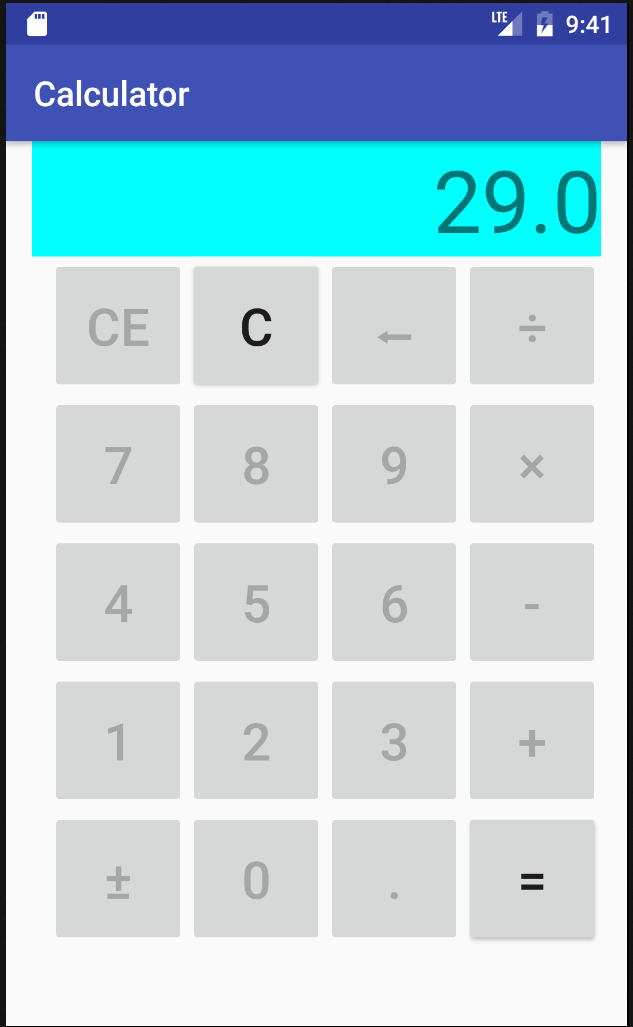 LTE 9:41
Calculator
29.0
CE C ← ÷
7 8 9 ×
4 5 6 -
1 2 3 +
± 0 . =